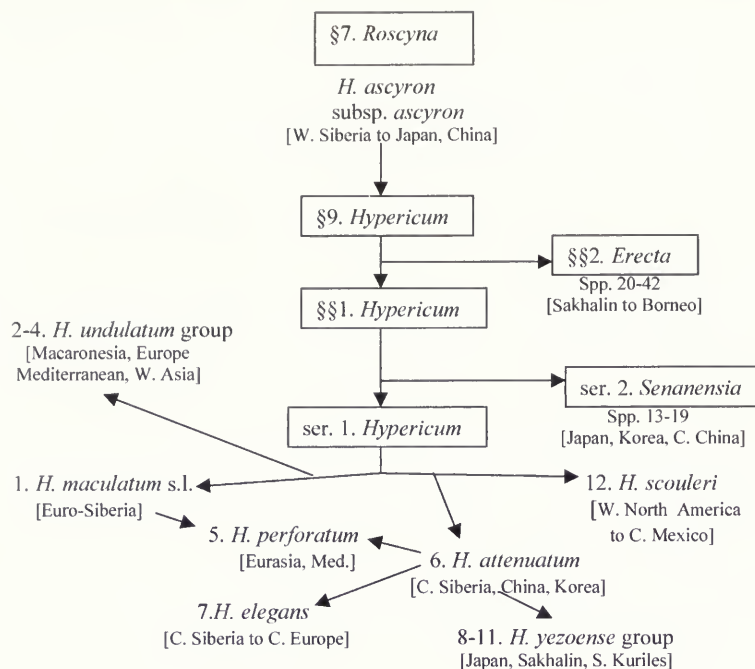 §7. Roscyna
H. ascyron
subsp. ascyron
[W. Siberia to Japan, China]
§9. Hypericum
§§2. Erecta
Spp. 20-42
[Sakhalin to Borneo]
§§1. Hypericum
2-4. H. undulatum group
[Macaronesia, Europe
Mediterranean, W. Asia]
ser. 2. Senanensia
Spp. 13-19
[Japan, Korea, C. China]
ser. 1. Hypericum
1. H. maculatum s.l.
[Euro-Siberia]
12. H. scouleri
[W. North America
to C. Mexico]
5. H. perforatum
[Eurasia, Med.]
6. H. attenuatum
[C. Siberia, China, Korea]
7.H. elegans
[C. Siberia to C. Europe]
8-11. H. yezoense group
[Japan, Sakhalin, S. Kuriles]